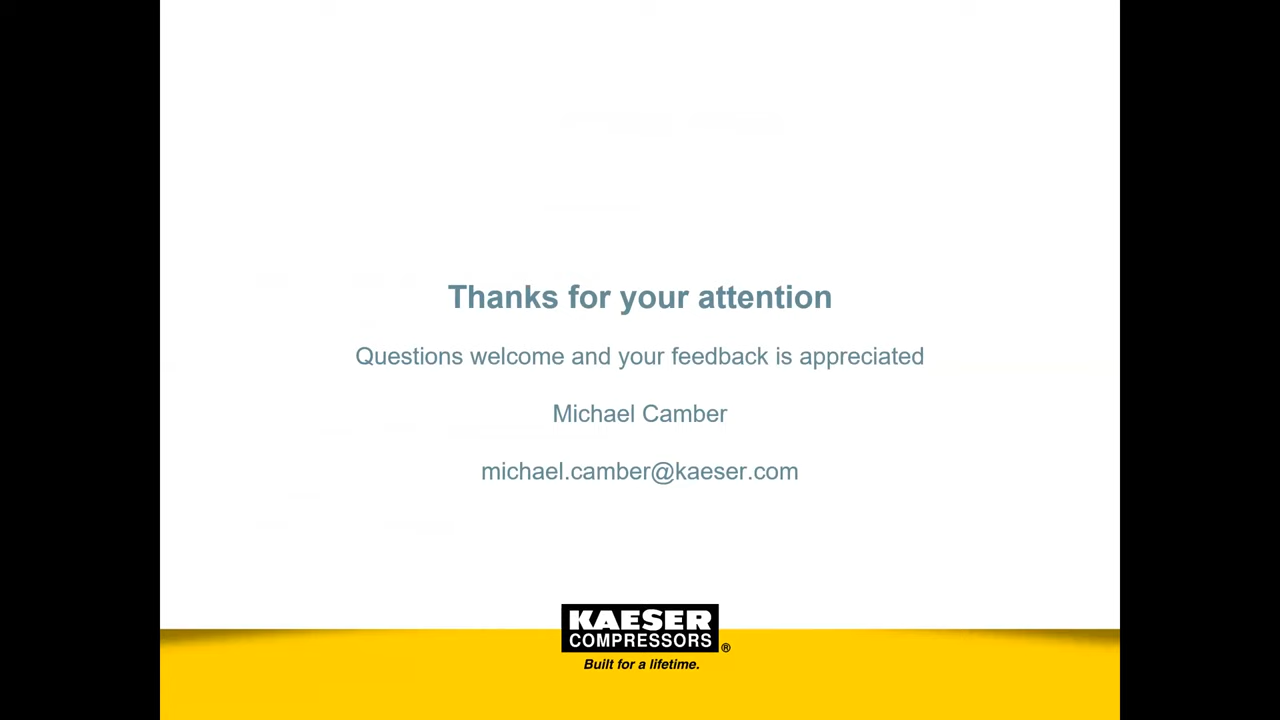 Thanks for your attention
Questions welcome and your feedback is appreciated
Michael Camber
michael.camber@kaeser.com
KAESER
COMPRESSORS®
Built for a lifetime.